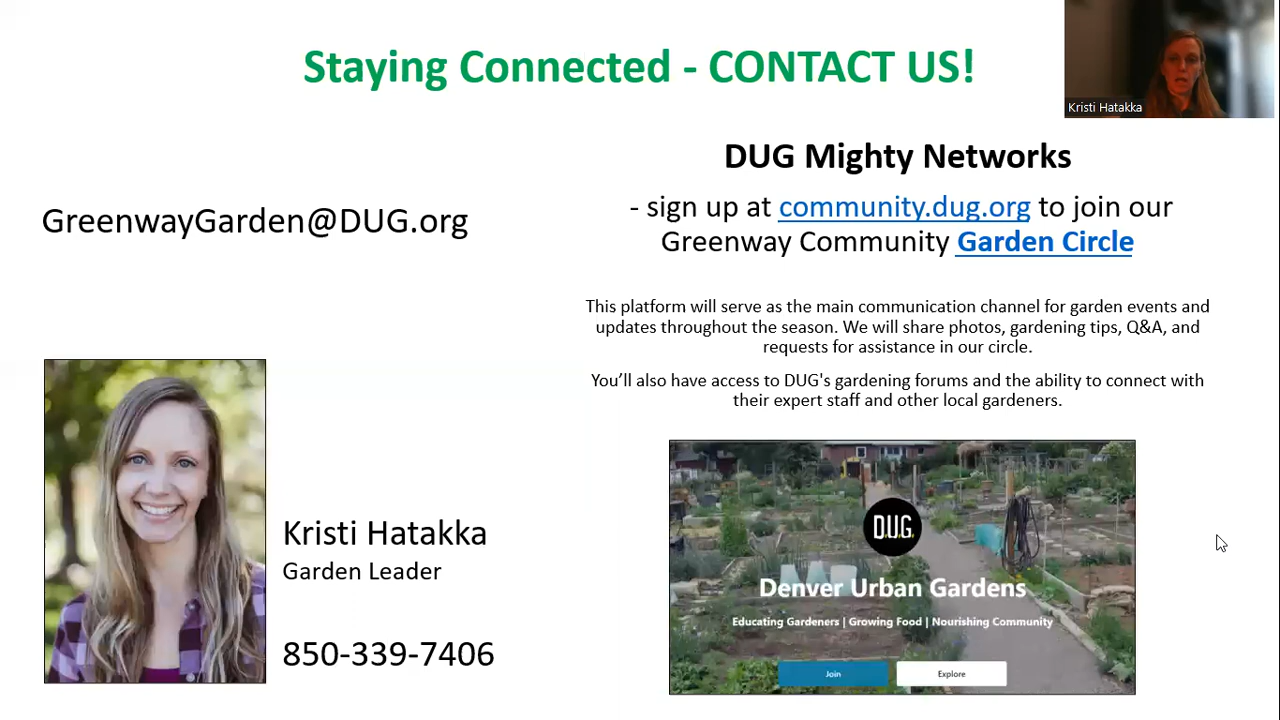 Staying Connected - CONTACT US!
Kristi Hatakka
GreenwayGarden@DUG.org
DUG Mighty Networks
- sign up at community.dug.org to join our
Greenway Community Garden Circle
This platform will serve as the main communication channel for garden events and
updates throughout the season. We will share photos, gardening tips, Q&A, and
requests for assistance in our circle.
You’ll also have access to DUG's gardening forums and the ability to connect with
their expert staff and other local gardeners.
Kristi Hatakka
Garden Leader
850-339-7406
D.U.G.
Denver Urban Gardens
Educating Gardeners | Growing Food | Nourishing Community
Join
Explore